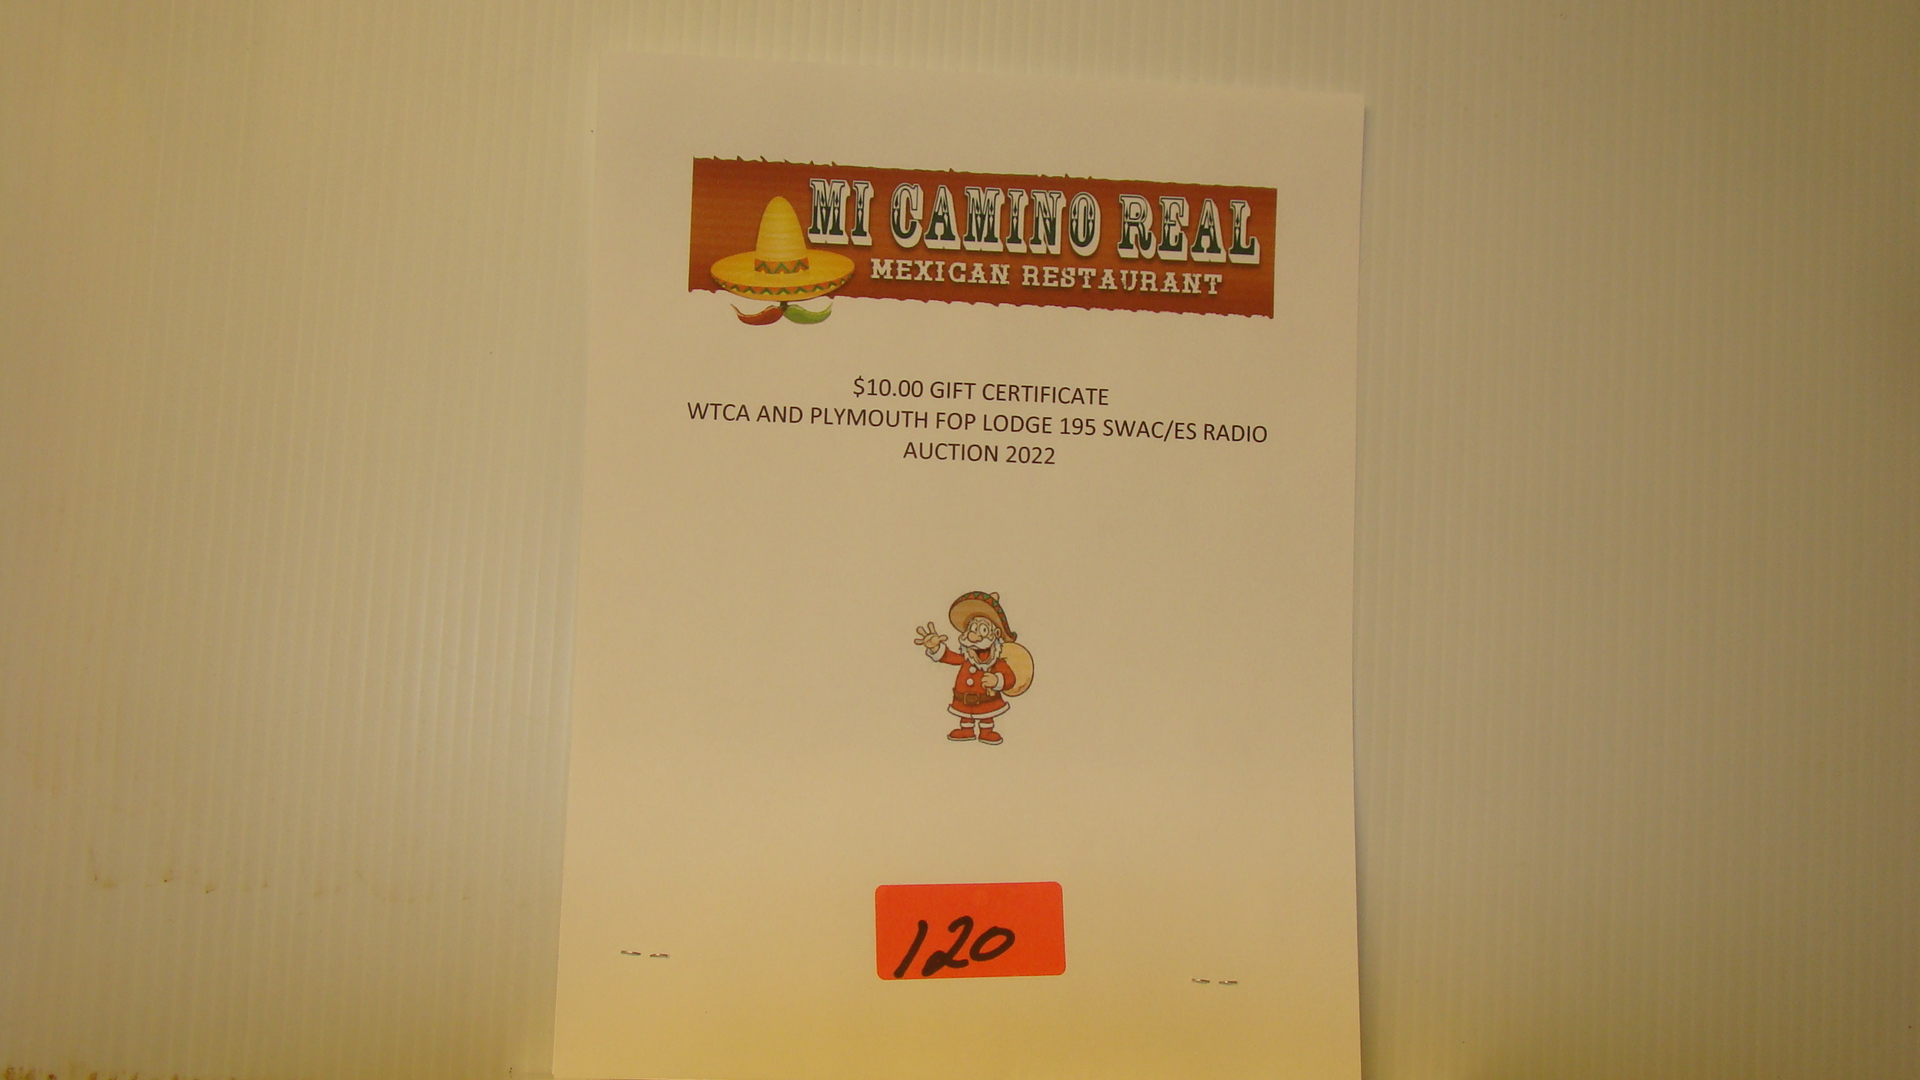 MI CAMINO REAL
MEXICAN RESTAURANT
$10.00 GIFT CERTIFICATE
WTCA AND PLYMOUTH FOP LODGE 195 SWAC/ES RADIO
AUCTION 2022
120